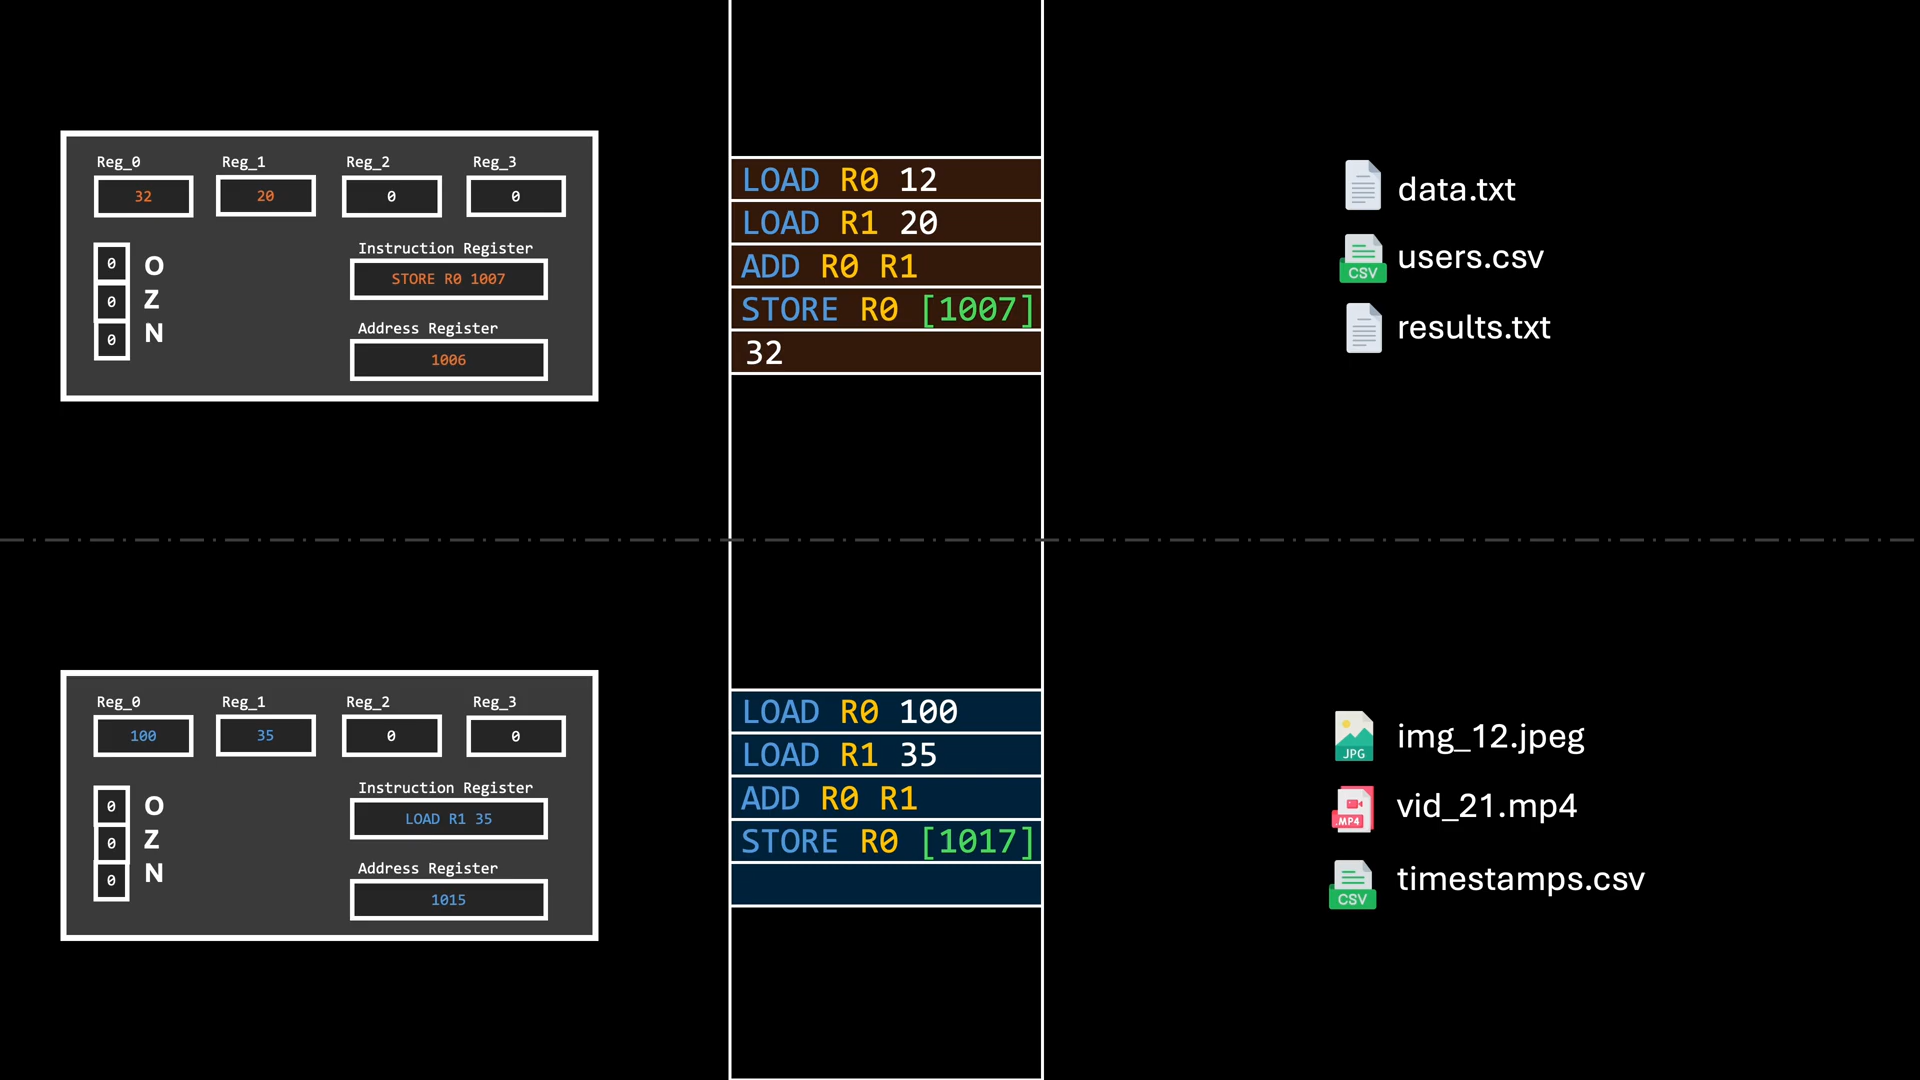 Reg_0 Reg_1 Reg_2 Reg_3
32 20 0 0
0 O
0 Z
0 N
Instruction Register
STORE R0 1007
Address Register
1006
LOAD R0 12
LOAD R1 20
ADD R0 R1
STORE R0 [1007]
32
data.txt
CSV users.csv
results.txt
Reg_0 Reg_1 Reg_2 Reg_3
100 35 0 0
0 O
0 Z
0 N
Instruction Register
LOAD R1 35
Address Register
1015
LOAD R0 100
LOAD R1 35
ADD R0 R1
STORE R0 [1017]
JPG img_12.jpeg
MP4 vid_21.mp4
CSV timestamps.csv